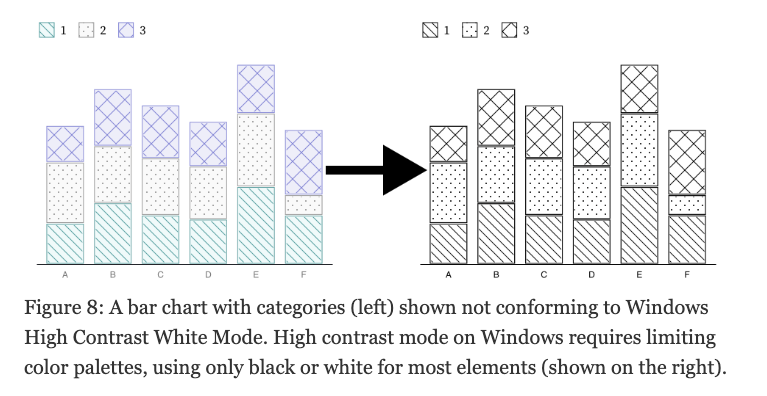 1 2 3
1 2 3
A B C D E F
A B C D E F
Figure 8: A bar chart with categories (left) shown not conforming to Windows
High Contrast White Mode. High contrast mode on Windows requires limiting
color palettes, using only black or white for most elements (shown on the right).